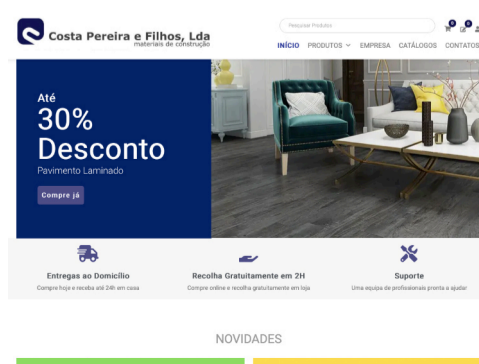 Costa Pereira e Filhos, Lda
materiais de construção
Pesquisar Produtos
0
0
INÍCIO PRODUTOS EMPRESA CATÁLOGOS CONTATOS
Até
30%
Desconto
Pavimento Laminado
Compre já
Entregas ao Domicílio
Compre hoje e receba até 24h em casa
Recolha Gratuitamente em 2H
Compre online e recolha gratuitamente em loja
Suporte
Uma equipa de profissionais pronta a ajudar
NOVIDADES